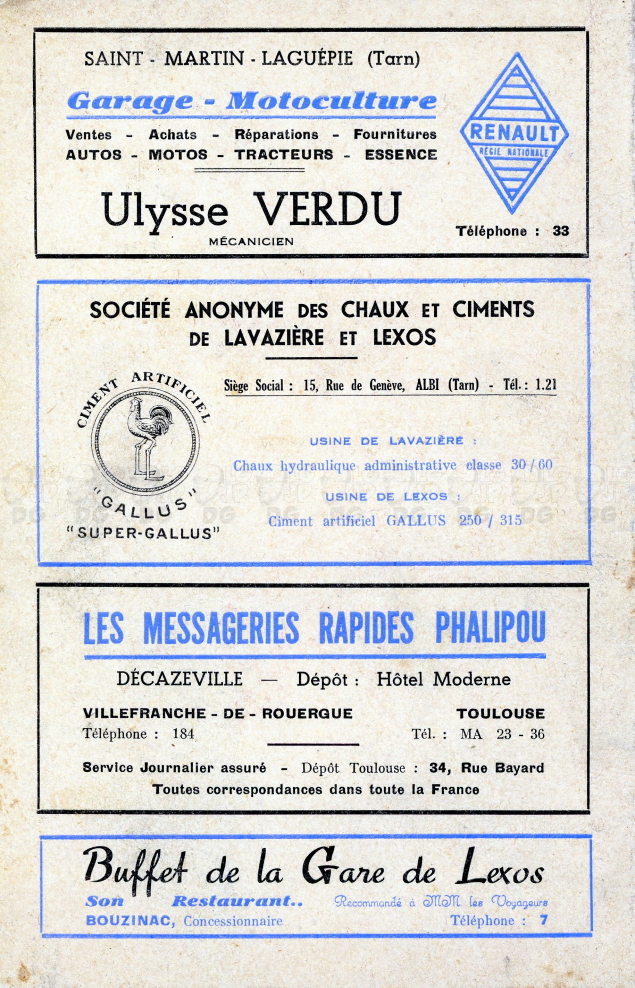 SAINT - MARTIN - LAGUÉPIE (Tarn)
Garage - Motoculture
Ventes - Achats - Réparations - Fournitures
AUTOS - MOTOS - TRACTEURS - ESSENCE
RENAULT
RÉGIE NATIONALE
Ulysse VERDU
MÉCANICIEN
Téléphone : 33
SOCIÉTÉ ANONYME DES CHAUX ET CIMENTS
DE LAVAZIÈRE ET LEXOS
Siège Social : 15, Rue de Genève, ALBI (Tarn) - Tél. : 1.21
CIMENT ARTIFICIEL
"GALLUS"
"SUPER-GALLUS"
USINE DE LAVAZIÈRE :
Chaux hydraulique administrative classe 30/60
USINE DE LEXOS :
Ciment artificiel GALLUS 250 / 315
LES MESSAGERIES RAPIDES PHALIPOU
DÉCAZEVILLE — Dépôt : Hôtel Moderne
VILLEFRANCHE - DE - ROUERGUE TOULOUSE
Téléphone : 184 Tél. : MA 23 - 36
Service Journalier assuré - Dépôt Toulouse : 34, Rue Bayard
Toutes correspondances dans toute la France
Buffet de la Gare de Lexos
Son Restaurant.. Recommandé à MM. les Voyageurs
BOUZINAC, Concessionnaire Téléphone : 7